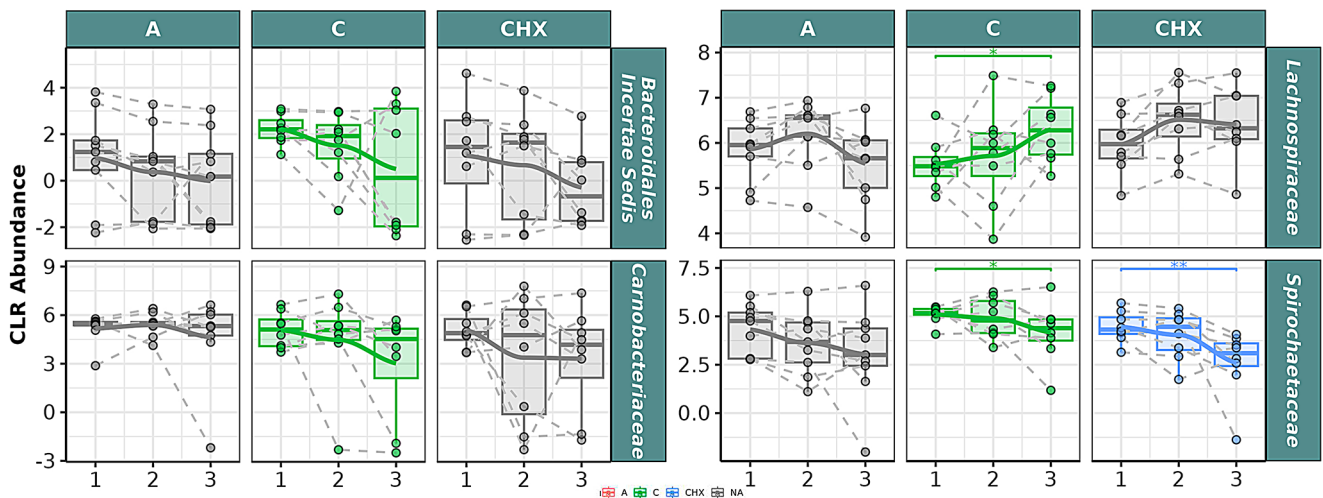 A C CHX A C CHX
CLR Abundance
4
2
0
-2
Bacteroidales
Incertae Sedis
8
7
6
5
4
*
Lachnospiraceae
9
6
3
0
-3
Carnobacteriaceae
7.5
5.0
2.5
0.0
*
**
Spirochaetaceae
1 2 3 1 2 3 1 2 3 1 2 3 1 2 3 1 2 3
A C CHX NA